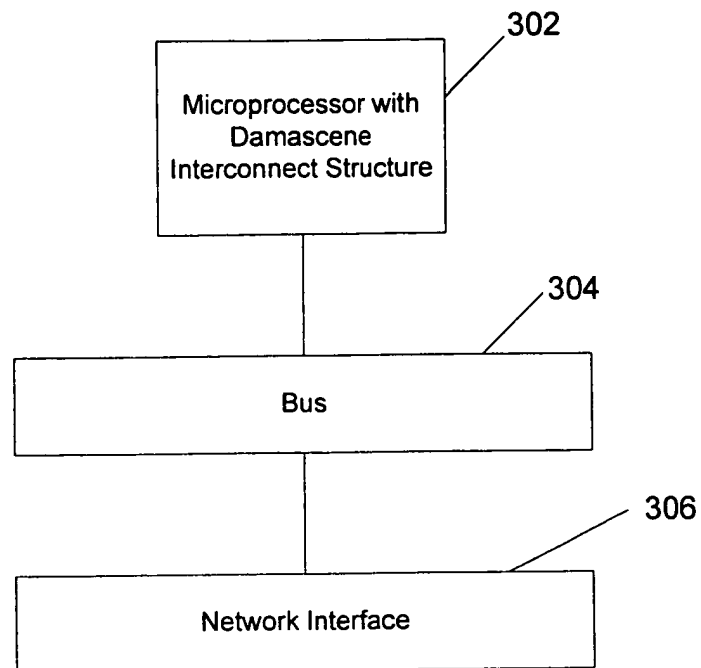 302
Microprocessor with
Damascene
Interconnect Structure
304
Bus
306
Network Interface